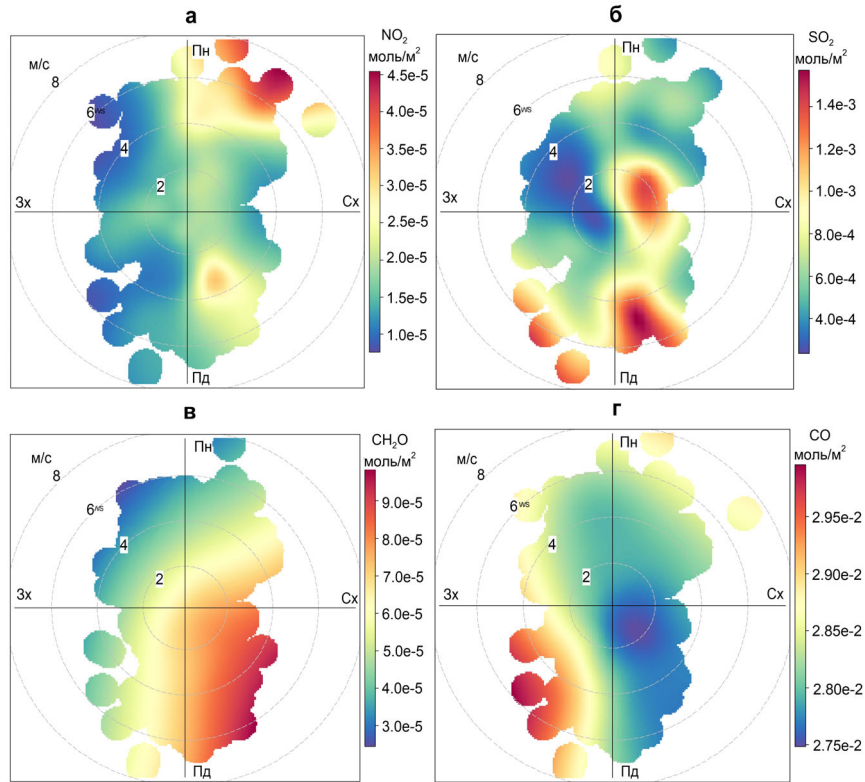 а
NO₂
моль/м²
м/с
8
6ws
4
2
Пн
Зх
Сх
Пд
4.5e-5
4.0e-5
3.5e-5
3.0e-5
2.5e-5
2.0e-5
1.5e-5
1.0e-5
б
SO₂
моль/м²
м/с
8
6ws
4
2
Пн
Зх
Сх
Пд
1.4e-3
1.0e-3
8.0e-4
6.0e-4
4.0e-4
в
CH₂O
моль/м²
м/с
8
6ws
4
2
Пн
Зх
Сх
Пд
9.0e-5
8.0e-5
7.0e-5
6.0e-5
5.0e-5
4.0e-5
3.0e-5
г
CO
моль/м²
м/с
8
6ws
4
2
Пн
Зх
Сх
Пд
2.95e-2
2.90e-2
2.85e-2
2.80e-2
2.75e-2